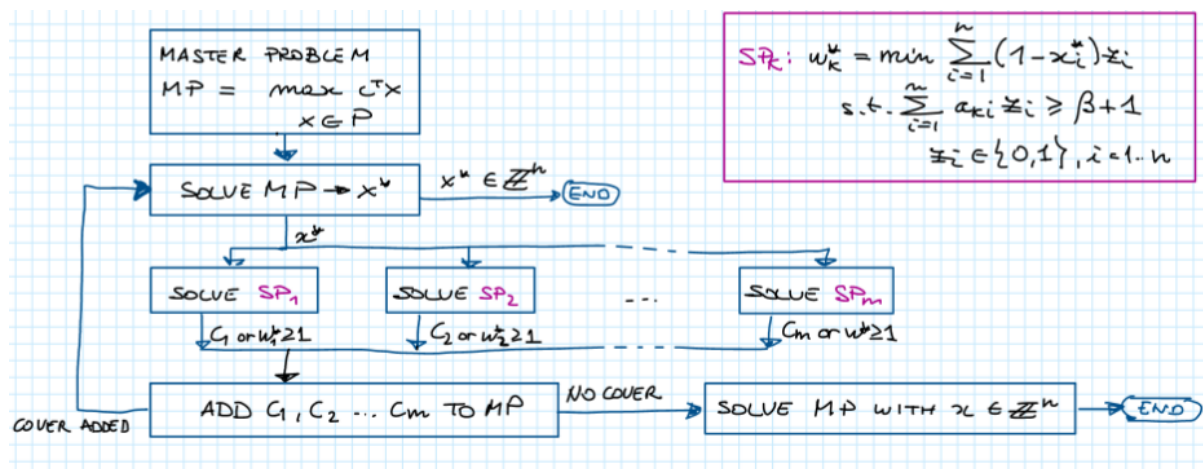 MASTER PROBLEM
MP = max cᵀx
x ∈ P
SPₖ: wₖ* = min ∑ᵢ₌₁ⁿ (1-xᵢ*)zᵢ
s.t. ∑ᵢ₌₁ⁿ aₖᵢ zᵢ ≥ β+1
zᵢ ∈ {0,1}, i=1..n
SOLVE MP → x*
x* ∈ ℤⁿ
END
x*
SOLVE SP₁
SOLVE SP₂
---
SOLVE SPₘ
C₁ or w₁*≥1
C₂ or w₂*≥1
Cₘ or w*≥1
ADD C₁, C₂ ... Cₘ TO MP
NO COVER
SOLVE MP WITH x ∈ ℤⁿ
END
COVER ADDED